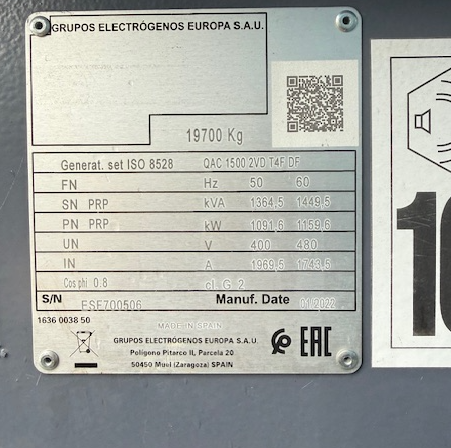 GRUPOS ELECTRÓGENOS EUROPA S.A.U.
19700 Kg
Generat. set ISO 8528 QAC 1500 2VD T4F DF
FN Hz 50 60
SN PRP kVA 1364,5 1449,5
PN PRP kW 1091,6 1159,6
UN V 400 480
IN A 1969,5 1743,5
Cos phi 0.8 cl. G 2
S/N ESF700506 Manuf. Date 01/2022
1636 0038 50
MADE IN SPAIN
GRUPOS ELECTRÓGENOS EUROPA S.A.U.
Polígono Pitarco II, Parcela 20
50450 Muel (Zaragoza) SPAIN
EAC